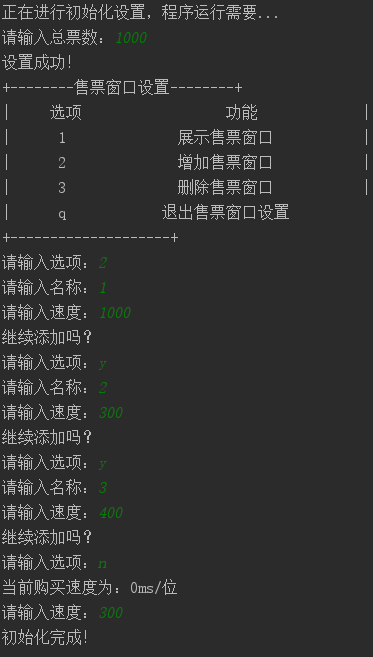 正在进行初始化设置，程序运行需要...
请输入总票数：1000
设置成功!
+--------售票窗口设置--------+
|    选项    功能    |
|    1    展示售票窗口    |
|    2    增加售票窗口    |
|    3    删除售票窗口    |
|    q    退出售票窗口设置
+--------------------+
请输入选项：2
请输入名称：1
请输入速度：1000
继续添加吗?
请输入选项：y
请输入名称：2
请输入速度：300
继续添加吗?
请输入选项：y
请输入名称：3
请输入速度：400
继续添加吗?
请输入选项：n
当前购买速度为：0ms/位
请输入速度：300
初始化完成!